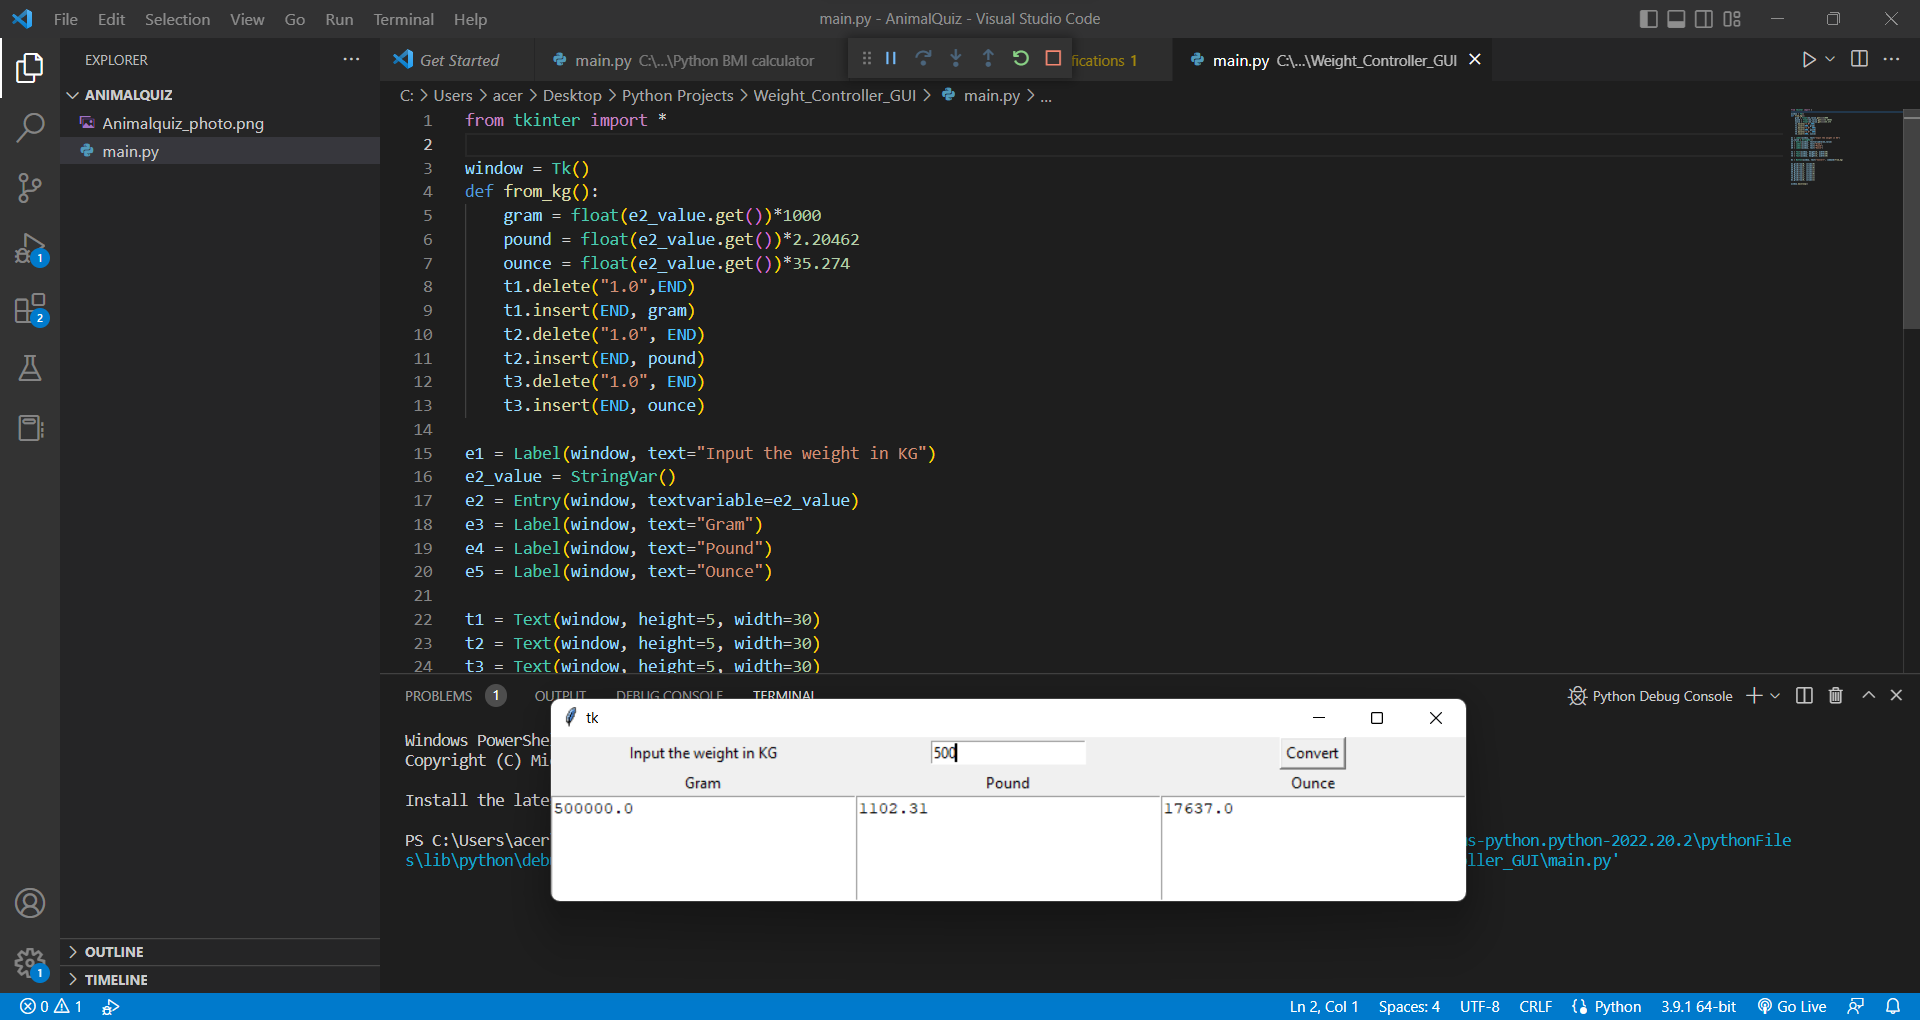 File Edit Selection View Go Run Terminal Help
main.py - AnimalQuiz - Visual Studio Code
EXPLORER
ANIMALQUIZ
Animalquiz_photo.png
main.py
OUTLINE
TIMELINE
Get Started
main.py C:\...\Python BMI calculator
fications 1
main.py C:\...\Weight_Controller_GUI
C: > Users > acer > Desktop > Python Projects > Weight_Controller_GUI > main.py > ...
1 from tkinter import *
2
3 window = Tk()
4 def from_kg():
5 gram = float(e2_value.get())*1000
6 pound = float(e2_value.get())*2.20462
7 ounce = float(e2_value.get())*35.274
8 t1.delete("1.0",END)
9 t1.insert(END, gram)
10 t2.delete("1.0", END)
11 t2.insert(END, pound)
12 t3.delete("1.0", END)
13 t3.insert(END, ounce)
14
15 e1 = Label(window, text="Input the weight in KG")
16 e2_value = StringVar()
17 e2 = Entry(window, textvariable=e2_value)
18 e3 = Label(window, text="Gram")
19 e4 = Label(window, text="Pound")
20 e5 = Label(window, text="Ounce")
21
22 t1 = Text(window, height=5, width=30)
23 t2 = Text(window, height=5, width=30)
24 t3 = Text(window, height=5, width=30)
PROBLEMS 1 OUTPUT DEBUG CONSOLE TERMINAL
Python Debug Console
Windows PowerShe
Copyright (C) Mi
Install the late
PS C:\Users\acer
s-python.python-2022.20.2\pythonFile
s\lib\python\deb
ller_GUI\main.py'
tk
Input the weight in KG
500
Convert
Gram Pound Ounce
500000.0 1102.31 17637.0
1
2
1
0 1
Ln 2, Col 1 Spaces: 4 UTF-8 CRLF Python 3.9.1 64-bit Go Live